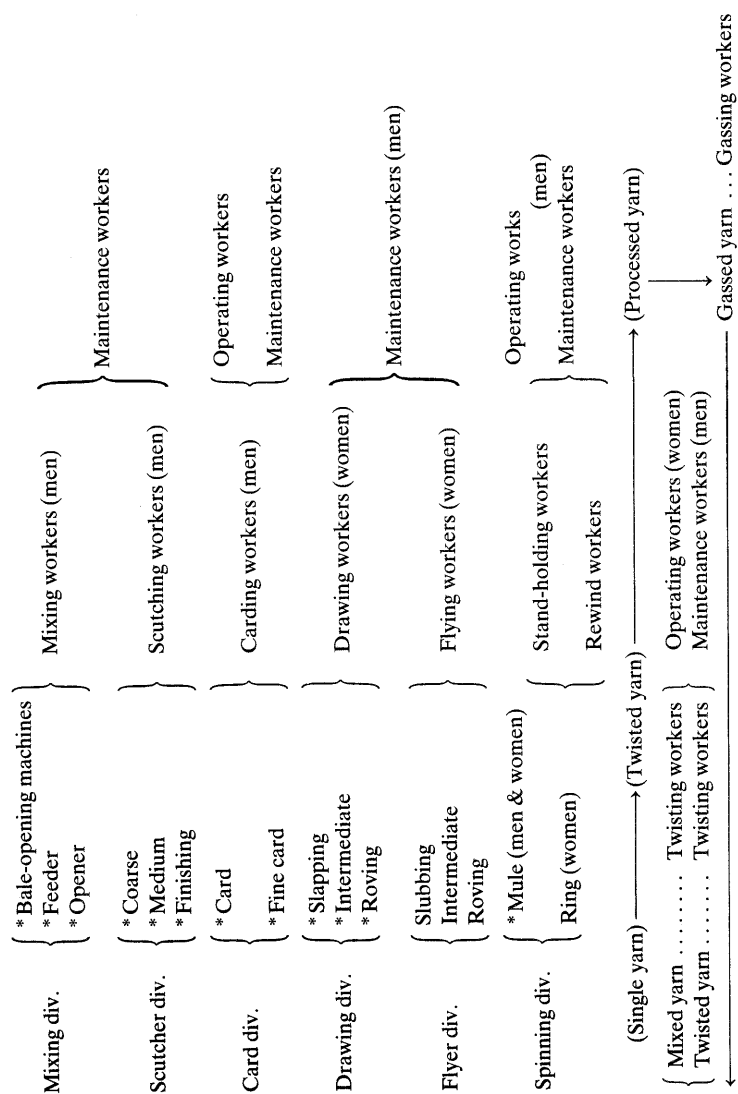 Mixing div. { *Bale-opening machines
*Feeder } Mixing workers (men)
*Opener } Maintenance workers
Scutcher div. { *Coarse
*Medium } Scutching workers (men)
*Finishing
Card div. { *Card } Carding workers (men) { Operating workers
*Fine card Maintenance workers
Drawing div. { *Slapping
*Intermediate } Drawing workers (women)
*Roving } Maintenance workers (men)
Flyer div. { Slubbing
Intermediate } Flying workers (women)
Roving
Spinning div. { *Mule (men & women) Operating works
} Stand-holding workers } (men)
Ring (women) Rewind workers Maintenance workers
(Single yarn) → (Twisted yarn) → (Processed yarn)
{ Mixed yarn ........ Twisting workers } Operating workers (women)
Twisted yarn ....... Twisting workers Maintenance workers (men)
Gassed yarn ... Gassing workers